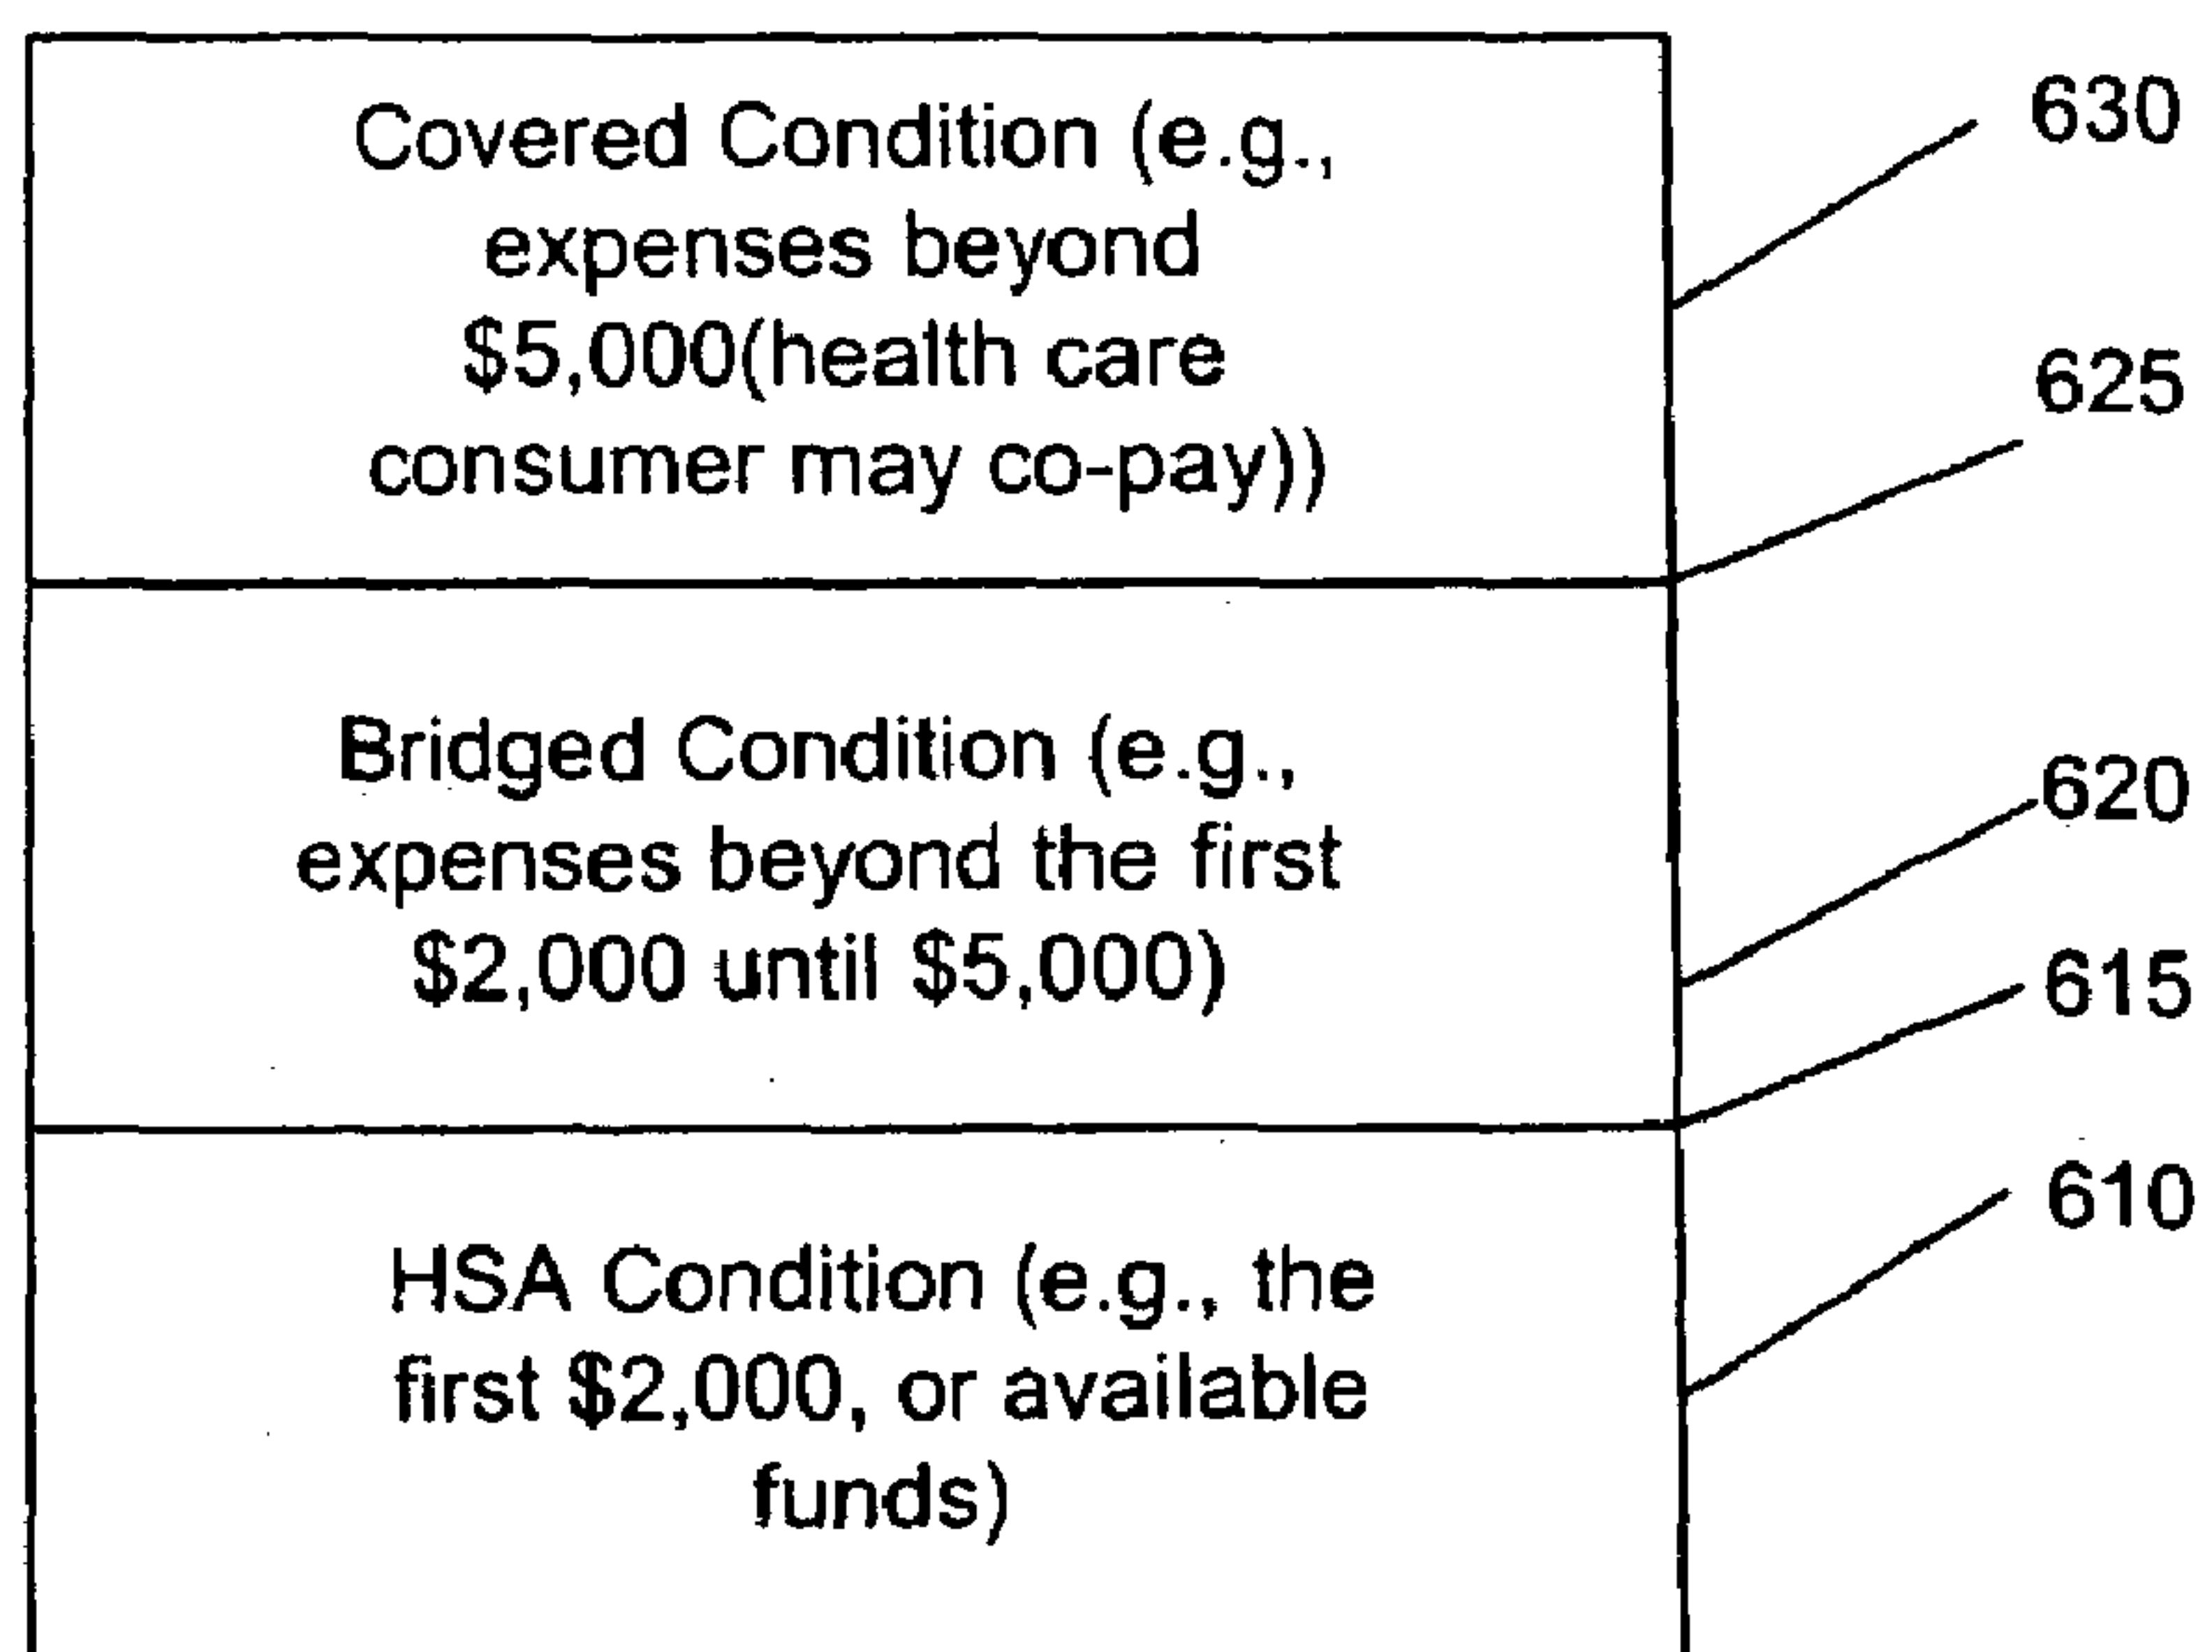 Covered Condition (e.g.,
expenses beyond
$5,000(health care
consumer may co-pay))
630
625
Bridged Condition (e.g.,
expenses beyond the first
$2,000 until $5,000)
620
615
HSA Condition (e.g., the
first $2,000, or available
funds)
610